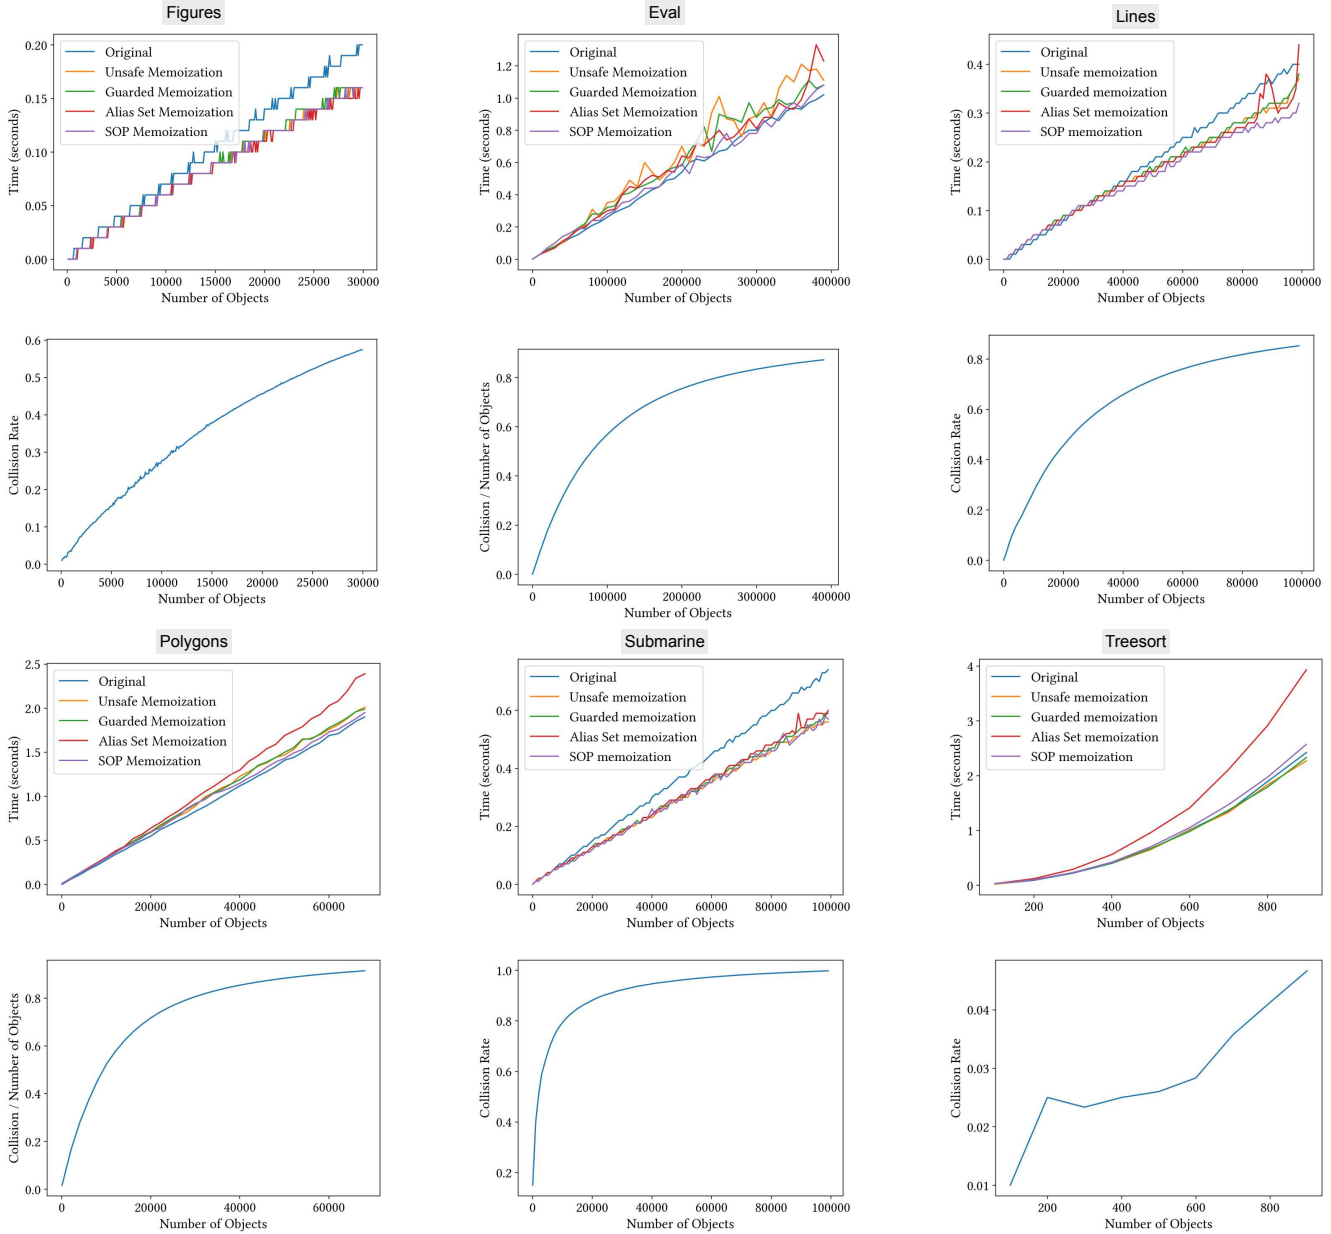 Figures
Original
Unsafe Memoization
Guarded Memoization
Alias Set Memoization
SOP Memoization
Time (seconds)
0.20
0.15
0.10
0.05
0.00
0 5000 10000 15000 20000 25000 30000
Number of Objects
Eval
Original
Unsafe Memoization
Guarded Memoization
Alias Set Memoization
SOP Memoization
Time (seconds)
1.2
1.0
0.8
0.6
0.4
0.2
0.0
0 100000 200000 300000 400000
Number of Objects
Lines
Original
Unsafe memoization
Guarded memoization
Alias Set memoization
SOP memoization
Time (seconds)
0.4
0.3
0.2
0.1
0.0
0 20000 40000 60000 80000 100000
Number of Objects
Collision Rate
0.6
0.5
0.4
0.3
0.2
0.1
0.0
0 5000 10000 15000 20000 25000 30000
Number of Objects
Collision / Number of Objects
0.8
0.6
0.4
0.2
0.0
0 100000 200000 300000 400000
Number of Objects
Collision Rate
0.8
0.6
0.4
0.2
0.0
0 20000 40000 60000 80000 100000
Number of Objects
Polygons
Original
Unsafe Memoization
Guarded Memoization
Alias Set Memoization
SOP Memoization
Time (seconds)
2.5
2.0
1.5
1.0
0.5
0.0
0 20000 40000 60000
Number of Objects
Submarine
Original
Unsafe memoization
Guarded memoization
Alias Set memoization
SOP memoization
Time (seconds)
0.6
0.4
0.2
0.0
0 20000 40000 60000 80000 100000
Number of Objects
Treesort
Original
Unsafe memoization
Guarded memoization
Alias Set memoization
SOP memoization
Time (seconds)
4
3
2
1
0
200 400 600 800
Number of Objects
Collision / Number of Objects
0.8
0.6
0.4
0.2
0.0
0 20000 40000 60000
Number of Objects
Collision Rate
1.0
0.8
0.6
0.4
0.2
0 20000 40000 60000 80000 100000
Number of Objects
Collision Rate
0.04
0.03
0.02
0.01
200 400 600 800
Number of Objects